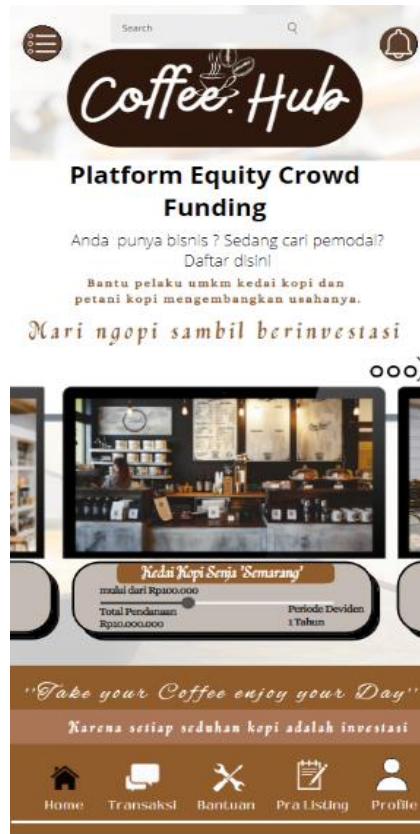 Search
Coffee. Hub
Platform Equity Crowd
Funding
Anda punya bisnis ? Sedang cari pemodal?
Daftar disini
Bantu pelaku umkm kedai kopi dan
petani kopi mengembangkan usahanya.
Mari ngopi sambil berinvestasi
Kedai Kopi Senja 'Semarang'
mulai dari Rp100.000
Total Pendanaan
Rp10.000.000
Periode Deviden
1 Tahun
"Take your Coffee enjoy your Day"
Karena setiap seduhan kopi adalah investasi
Home
Transaksi
Bantuan
Pra Listing
Profile